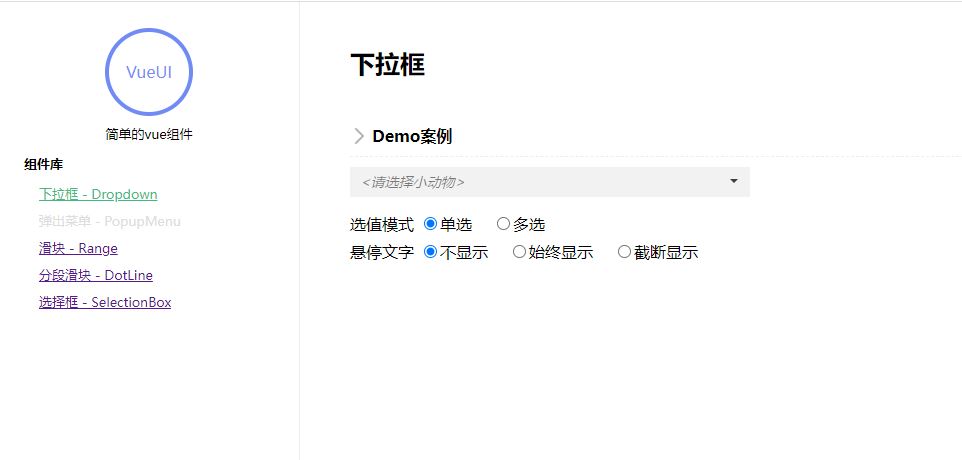 VueUI
简单的vue组件
组件库
下拉框 - Dropdown
弹出菜单 - PopupMenu
滑块 - Range
分段滑块 - DotLine
选择框 - SelectionBox
下拉框
Demo案例
<请选择小动物>
选值模式 单选 多选
悬停文字 不显示 始终显示 截断显示